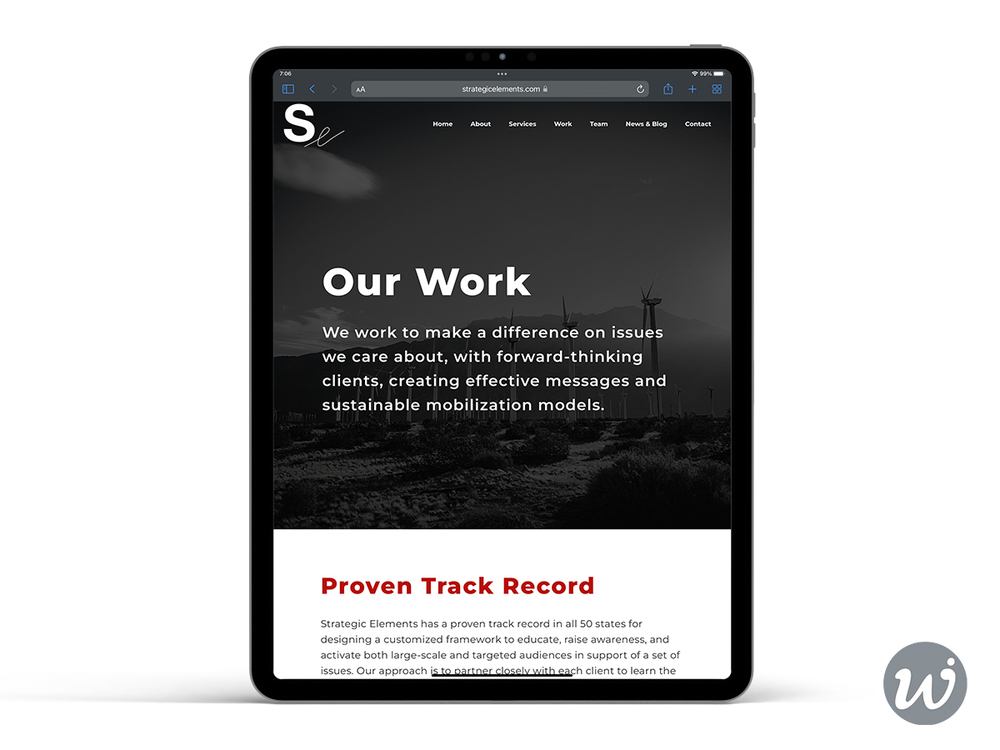 7:06
99%
AA
strategicelements.com
Se
Home About Services Work Team News & Blog Contact
Our Work
We work to make a difference on issues
we care about, with forward-thinking
clients, creating effective messages and
sustainable mobilization models.
Proven Track Record
Strategic Elements has a proven track record in all 50 states for
designing a customized framework to educate, raise awareness, and
activate both large-scale and targeted audiences in support of a set of
issues. Our approach is to partner closely with each client to learn the
wi